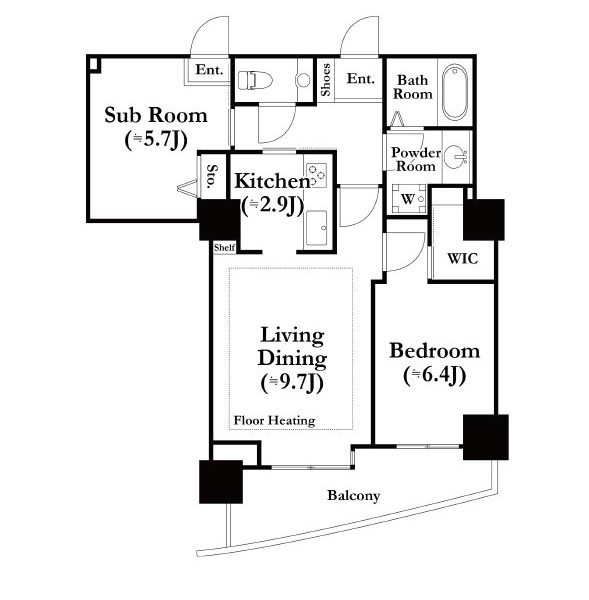 Ent.
Shoes
Ent.
Bath
Room
Sub Room
(≒5.7J)
Powder
Room
Sto.
Kitchen
(≒2.9J)
W
Shelf
WIC
Living
Dining
(≒9.7J)
Bedroom
(≒6.4J)
Floor Heating
Balcony